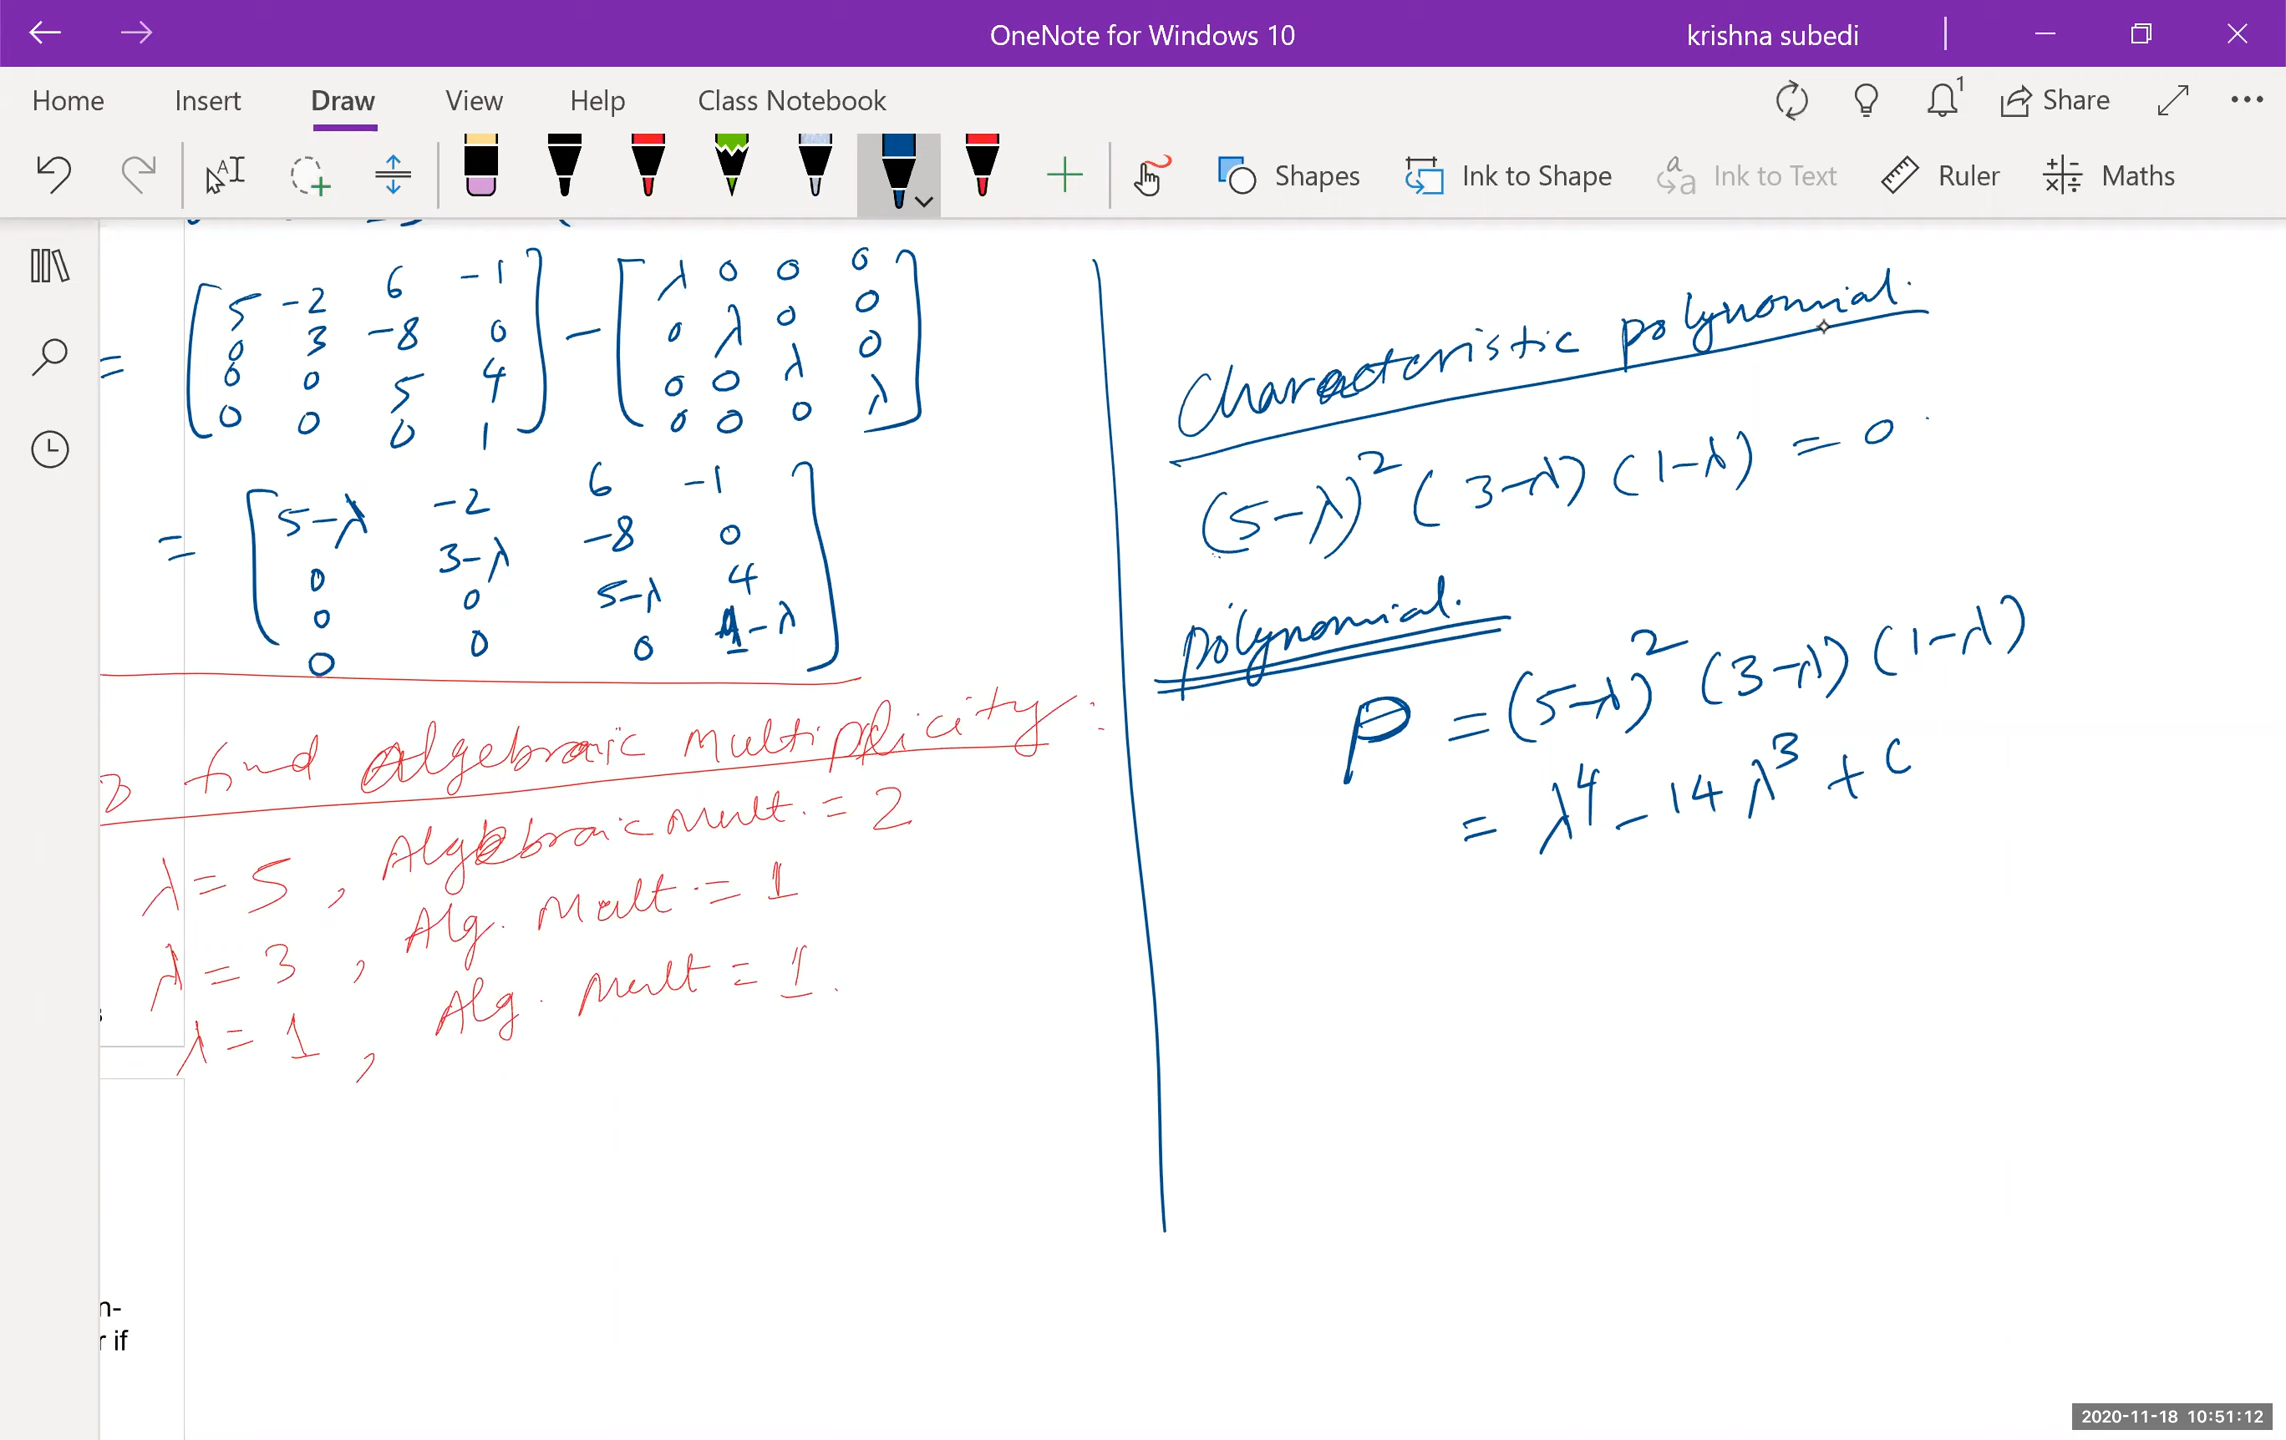 OneNote for Windows 10
krishna subedi
Home Insert Draw View Help Class Notebook
1
Share
Shapes Ink to Shape Ink to Text Ruler Maths
= [ 5 -2 6 -1 ] - [ λ 0 0 0 ]
0 3 -8 0 0 λ 0 0
0 0 5 4 0 0 λ 0
0 0 0 1 0 0 0 λ
= [ 5-λ -2 6 -1 ]
0 3-λ -8 0
0 0 5-λ 4
0 0 0 1-λ
find Algebraic Multiplicity :
λ = 5 , Algebraic Mult. = 2
λ = 3 , Alg. Mult. = 1
λ = 1 , Alg. Mult = 1.
n-
r if
Characteristic polynomial.
(5-λ)² (3-λ) (1-λ) = 0
polynomial.
P = (5-λ)² (3-λ) (1-λ)
= λ⁴ - 14 λ³ + c
2020-11-18 10:51:12